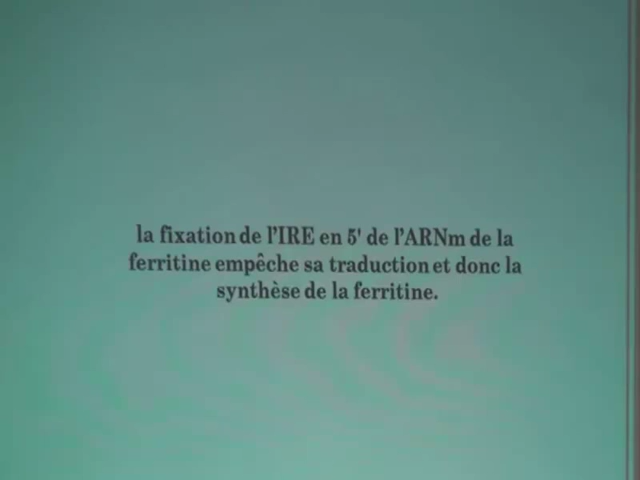 la fixation de l'IRE en 5' de l'ARNm de la
ferritine empêche sa traduction et donc la
synthèse de la ferritine.